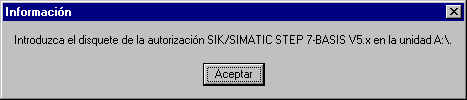 Información
Introduzca el disquete de la autorización SIK/SIMATIC STEP 7-BASIS V5.x en la unidad A:\.
Aceptar